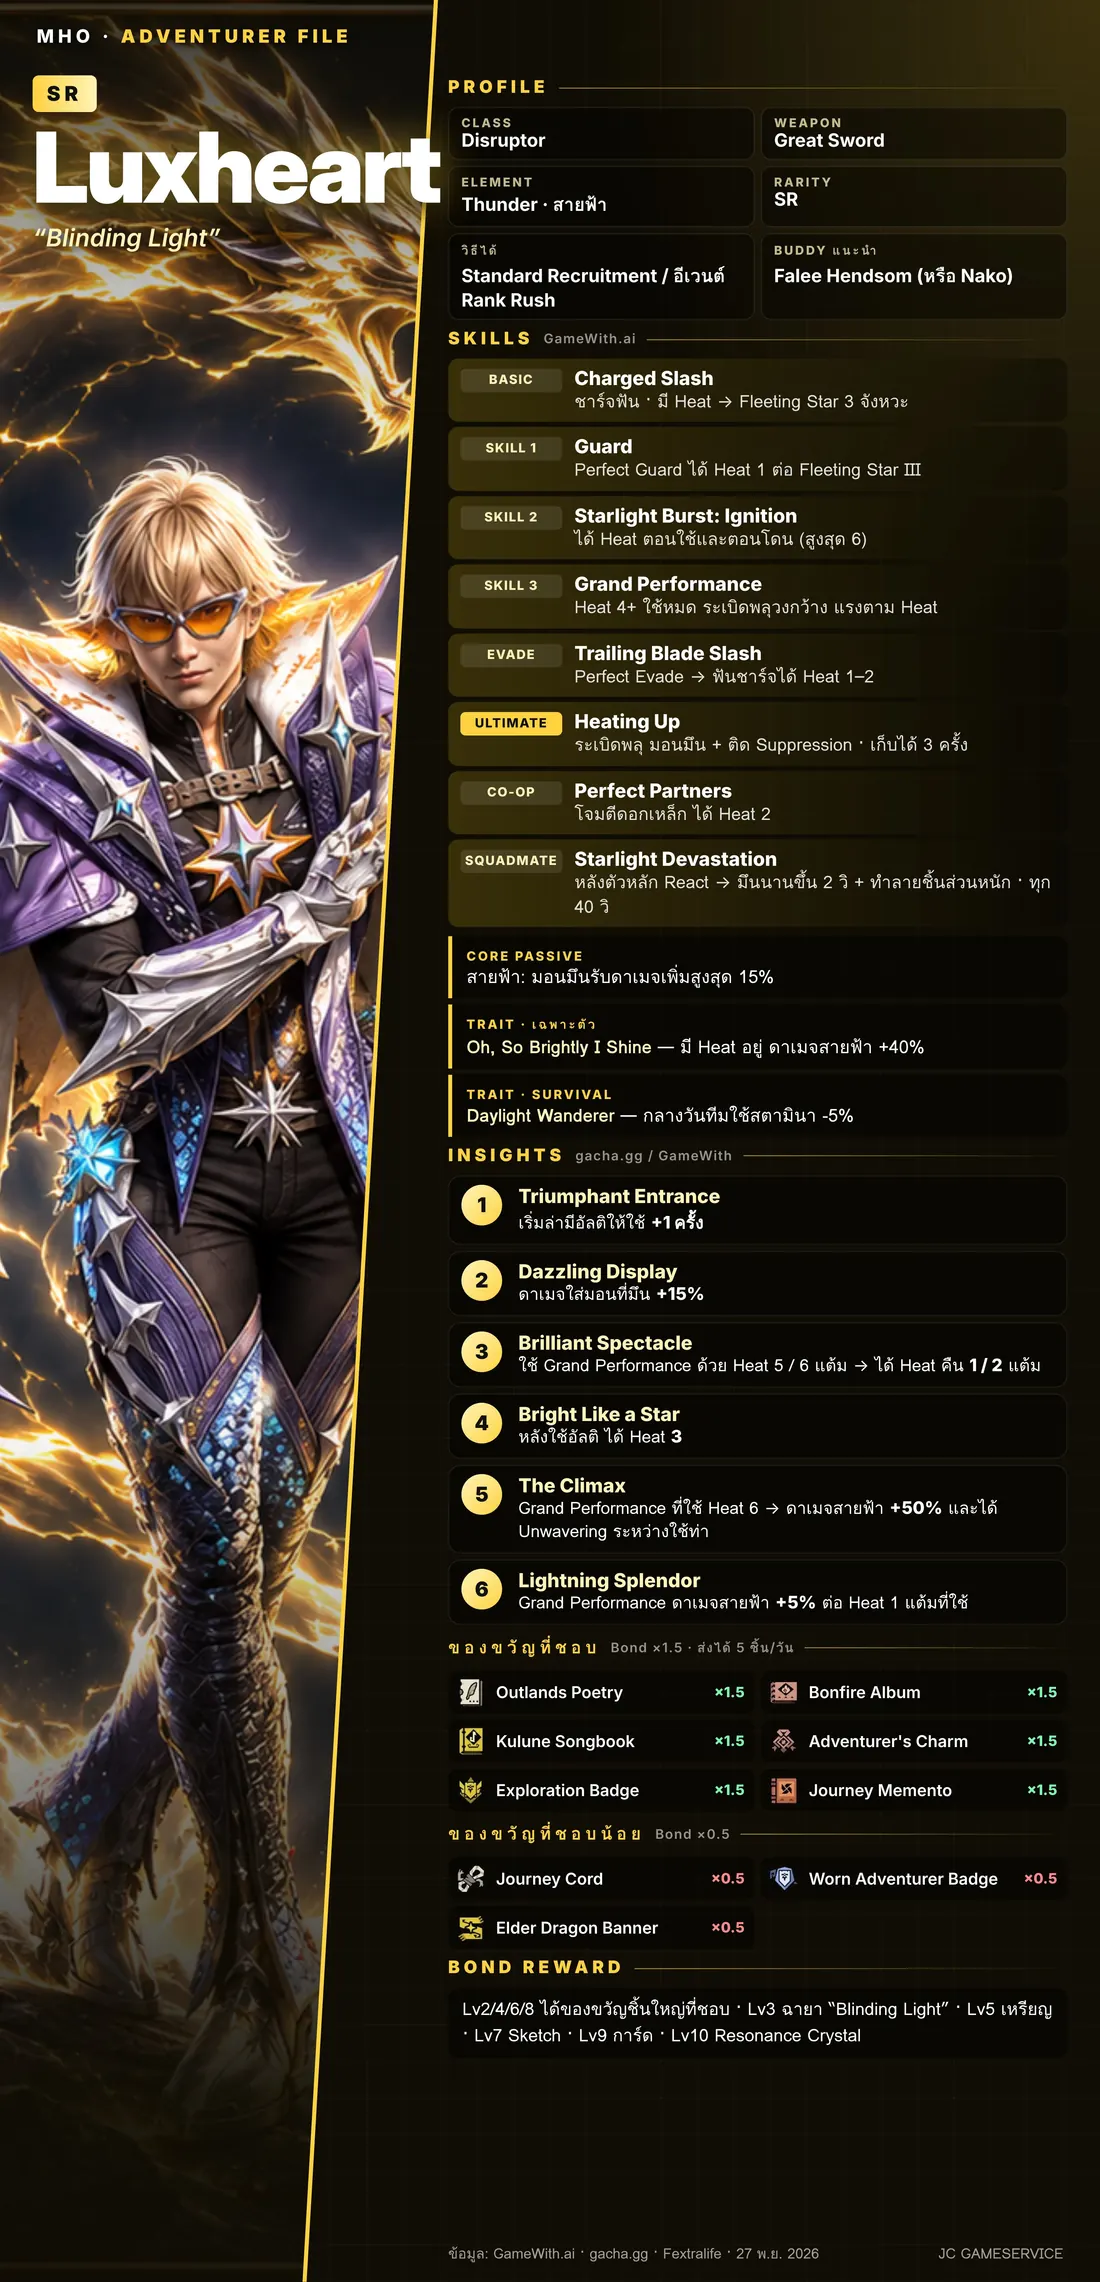 MHO · ADVENTURER FILE
SR
Luxheart
“Blinding Light”
PROFILE
CLASS
Disruptor
WEAPON
Great Sword
ELEMENT
Thunder · สายฟ้า
RARITY
SR
วิธีได้
Standard Recruitment / อีเวนต์
Rank Rush
BUDDY แนะนำ
Falee Hendsom (หรือ Nako)
SKILLS GameWith.ai
BASIC
Charged Slash
ชาร์จฟัน · มี Heat → Fleeting Star 3 จังหวะ
SKILL 1
Guard
Perfect Guard ได้ Heat 1 ต่อ Fleeting Star III
SKILL 2
Starlight Burst: Ignition
ได้ Heat ตอนใช้และตอนโดน (สูงสุด 6)
SKILL 3
Grand Performance
Heat 4+ ใช้หมด ระเบิดพลุวงกว้าง แรงตาม Heat
EVADE
Trailing Blade Slash
Perfect Evade → ฟันชาร์จได้ Heat 1–2
ULTIMATE
Heating Up
ระเบิดพลุ มอนมึน + ติด Suppression · เก็บได้ 3 ครั้ง
CO-OP
Perfect Partners
โจมตีดอกเหล็ก ได้ Heat 2
SQUADMATE
Starlight Devastation
หลังตัวหลัก React → มึนนานขึ้น 2 วิ + ทำลายชิ้นส่วนหนัก · ทุก
40 วิ
CORE PASSIVE
สายฟ้า: มอนมึนรับดาเมจเพิ่มสูงสุด 15%
TRAIT · เฉพาะตัว
Oh, So Brightly I Shine — มี Heat อยู่ ดาเมจสายฟ้า +40%
TRAIT · SURVIVAL
Daylight Wanderer — กลางวันทีมใช้สตามินา -5%
INSIGHTS gacha.gg / GameWith
1
Triumphant Entrance
เริ่มล่ามีอัลติให้ใช้ +1 ครั้ง
2
Dazzling Display
ดาเมจใส่มอนที่มึน +15%
3
Brilliant Spectacle
ใช้ Grand Performance ด้วย Heat 5 / 6 แต้ม → ได้ Heat คืน 1 / 2 แต้ม
4
Bright Like a Star
หลังใช้อัลติ ได้ Heat 3
5
The Climax
Grand Performance ที่ใช้ Heat 6 → ดาเมจสายฟ้า +50% และได้
Unwavering ระหว่างใช้ท่า
6
Lightning Splendor
Grand Performance ดาเมจสายฟ้า +5% ต่อ Heat 1 แต้มที่ใช้
ของขวัญที่ชอบ Bond ×1.5 · ส่งได้ 5 ชิ้น/วัน
Outlands Poetry ×1.5
Bonfire Album ×1.5
Kulune Songbook ×1.5
Adventurer's Charm ×1.5
Exploration Badge ×1.5
Journey Memento ×1.5
ของขวัญที่ชอบน้อย Bond ×0.5
Journey Cord ×0.5
Worn Adventurer Badge ×0.5
Elder Dragon Banner ×0.5
BOND REWARD
Lv2/4/6/8 ได้ของขวัญชิ้นใหญ่ที่ชอบ · Lv3 ฉายา “Blinding Light” · Lv5 เหรียญ
· Lv7 Sketch · Lv9 การ์ด · Lv10 Resonance Crystal
ข้อมูล: GameWith.ai · gacha.gg · Fextralife · 27 พ.ย. 2026
JC GAMESERVICE